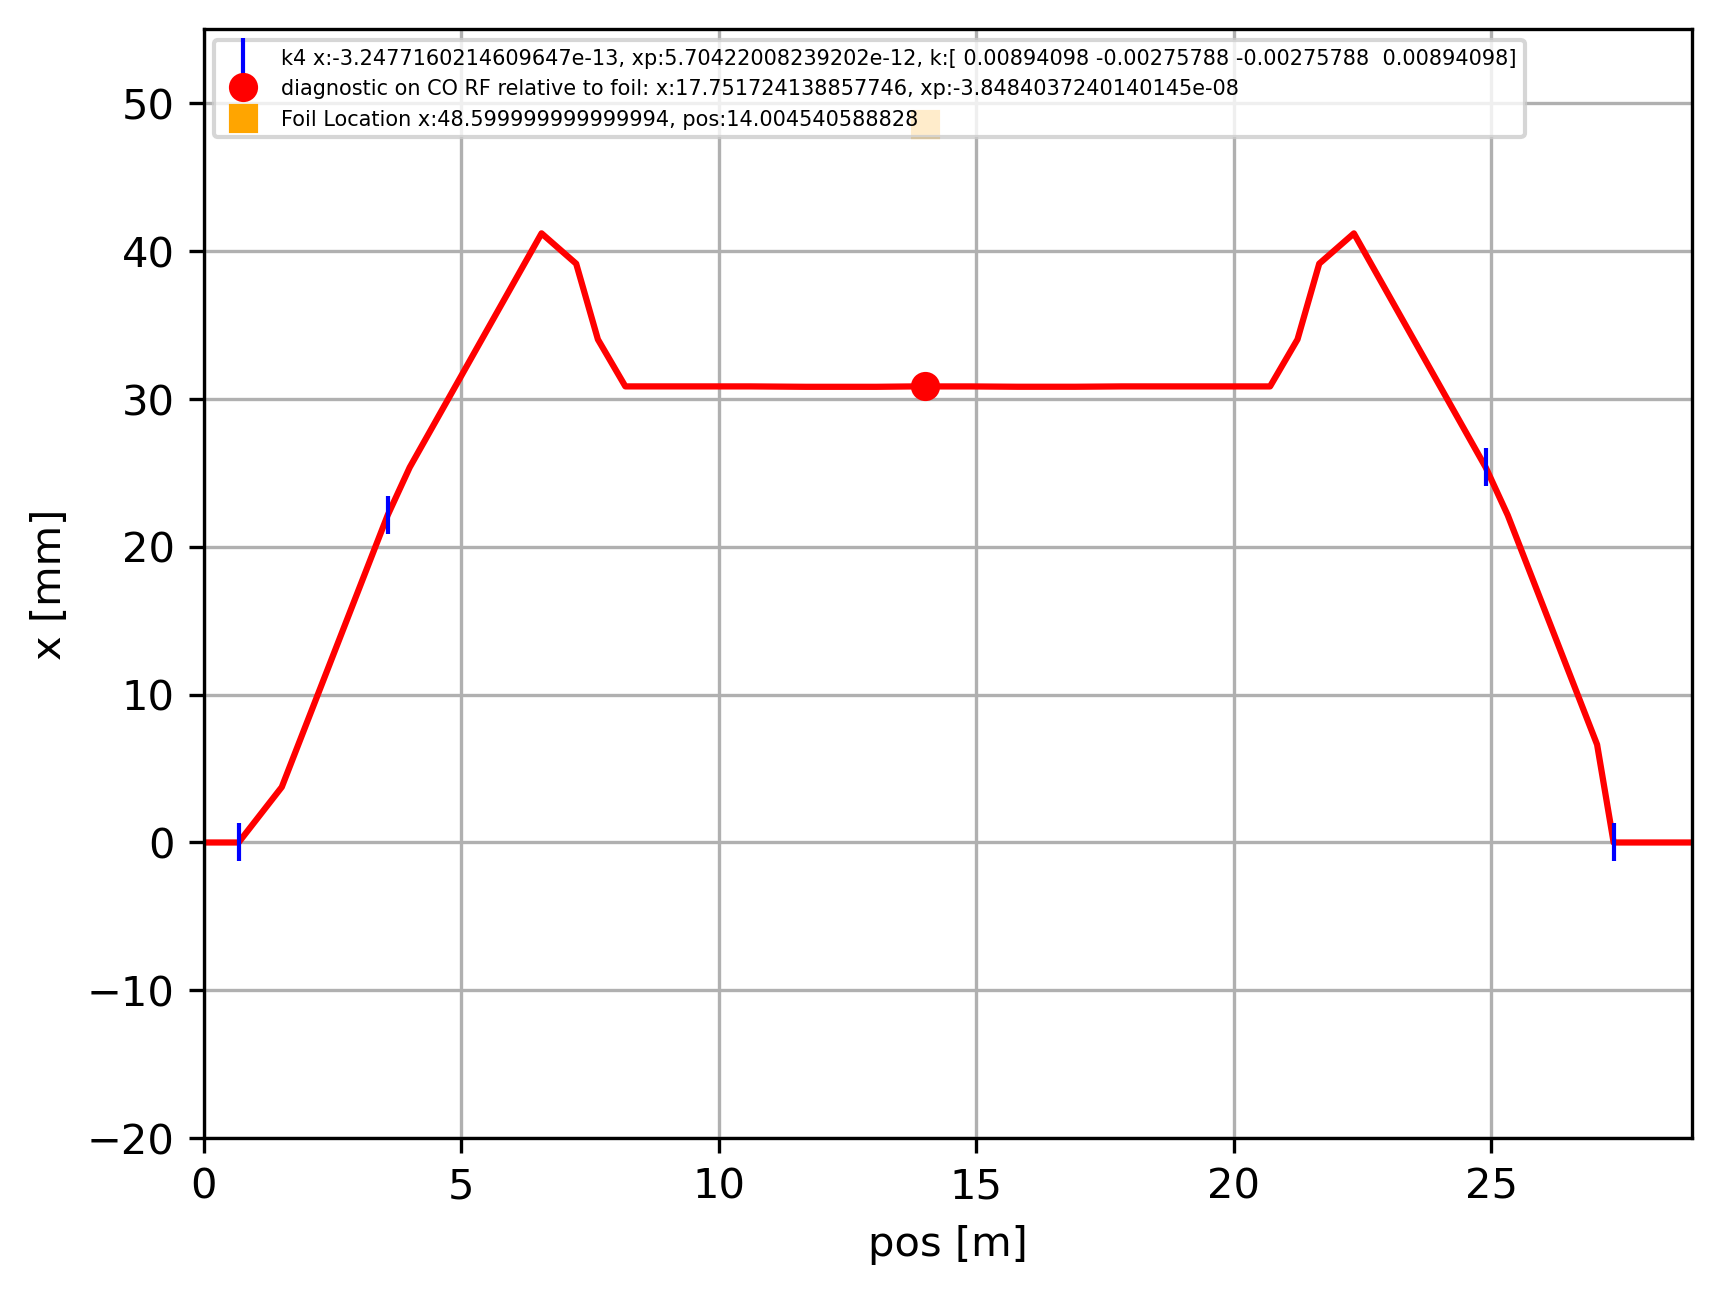 k4 x:-3.2477160214609647e-13, xp:5.70422008239202e-12, k:[ 0.00894098 -0.00275788 -0.00275788  0.00894098]
diagnostic on CO RF relative to foil: x:17.751724138857746, xp:-3.8484037240140145e-08
Foil Location x:48.599999999999994, pos:14.004540588828
50
40
30
20
10
0
−10
−20
x [mm]
0 5 10 15 20 25
pos [m]